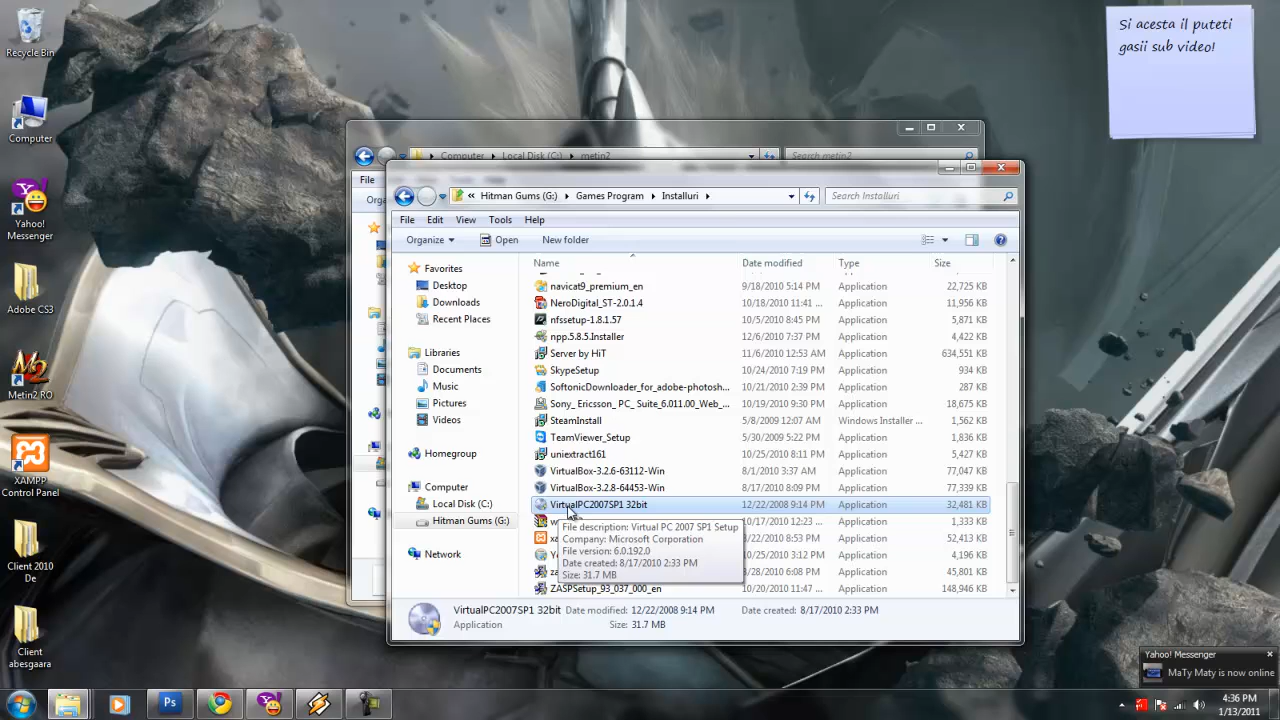 Recycle Bin
Computer
Yahoo!
Messenger
Adobe CS3
Metin2 RO
XAMPP
Control Panel
Client 2010
De
Client
abesgaara
Si acesta il puteti
gasii sub video!
Computer Local Disk (C:) metin2
Search metin2
File
Hitman Gums (G:) Games Program Installuri
Search Installuri
File Edit View Tools Help
Organize Open New folder
Favorites
Desktop
Downloads
Recent Places
Libraries
Documents
Music
Pictures
Videos
Homegroup
Computer
Local Disk (C:)
Hitman Gums (G:)
Network
Name Date modified Type Size
navicat9_premium_en 9/18/2010 5:14 PM Application 22,725 KB
NeroDigital_ST-2.0.1.4 10/18/2010 11:41 ... Application 11,956 KB
nfssetup-1.8.1.57 10/5/2010 8:45 PM Application 5,871 KB
npp.5.8.5.Installer 12/6/2010 7:37 PM Application 4,422 KB
Server by HiT 11/6/2010 12:53 AM Application 634,551 KB
SkypeSetup 10/24/2010 7:19 PM Application 934 KB
SoftonicDownloader_for_adobe-photosh... 10/21/2010 2:39 PM Application 287 KB
Sony_Ericsson_PC_Suite_6.011.00_Web_... 10/19/2010 9:30 PM Application 18,675 KB
SteamInstall 5/8/2009 12:07 AM Windows Installer ... 1,562 KB
TeamViewer_Setup 5/30/2009 5:22 PM Application 1,836 KB
uniextract161 10/25/2010 8:11 PM Application 5,427 KB
VirtualBox-3.2.6-63112-Win 8/1/2010 3:37 AM Application 77,047 KB
VirtualBox-3.2.8-64453-Win 8/17/2010 8:09 PM Application 77,339 KB
VirtualPC2007SP1 32bit 12/22/2008 9:14 PM Application 32,481 KB
10/17/2010 12:23 ... Application 1,333 KB
8/22/2010 8:53 PM Application 52,413 KB
10/25/2010 3:12 PM Application 4,196 KB
8/28/2010 6:08 PM Application 45,801 KB
ZASPSetup_93_037_000_en 10/20/2010 11:47 ... Application 148,946 KB
File description: Virtual PC 2007 SP1 Setup
Company: Microsoft Corporation
File version: 6.0.192.0
Date created: 8/17/2010 2:33 PM
Size: 31.7 MB
VirtualPC2007SP1 32bit Date modified: 12/22/2008 9:14 PM Date created: 8/17/2010 2:33 PM
Application Size: 31.7 MB
Yahoo! Messenger
MaTy Maty is now online
Ps
4:36 PM
1/13/2011